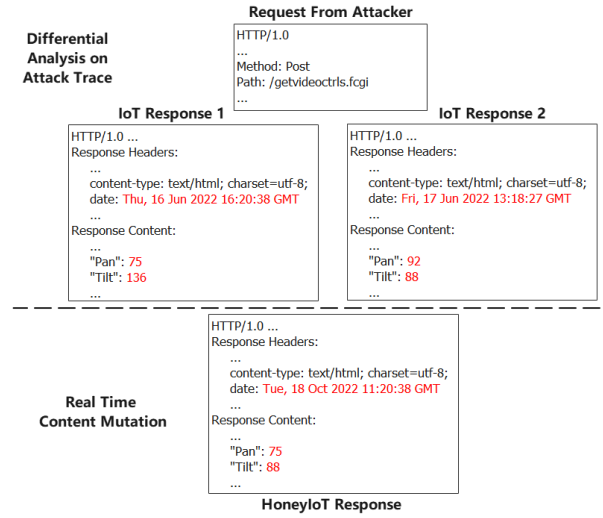 Request From Attacker
Differential
Analysis on
Attack Trace
HTTP/1.0
...
Method: Post
Path: /getvideoctrls.fcgi
...
IoT Response 1
HTTP/1.0 ...
Response Headers:
...
content-type: text/html; charset=utf-8;
date: Thu, 16 Jun 2022 16:20:38 GMT
...
Response Content:
...
"Pan": 75
"Tilt": 136
...
IoT Response 2
HTTP/1.0 ...
Response Headers:
...
content-type: text/html; charset=utf-8;
date: Fri, 17 Jun 2022 13:18:27 GMT
...
Response Content:
...
"Pan": 92
"Tilt": 88
...
Real Time
Content Mutation
HTTP/1.0 ...
Response Headers:
...
content-type: text/html; charset=utf-8;
date: Tue, 18 Oct 2022 11:20:38 GMT
...
Response Content:
...
"Pan": 75
"Tilt": 88
...
HoneyIoT Response